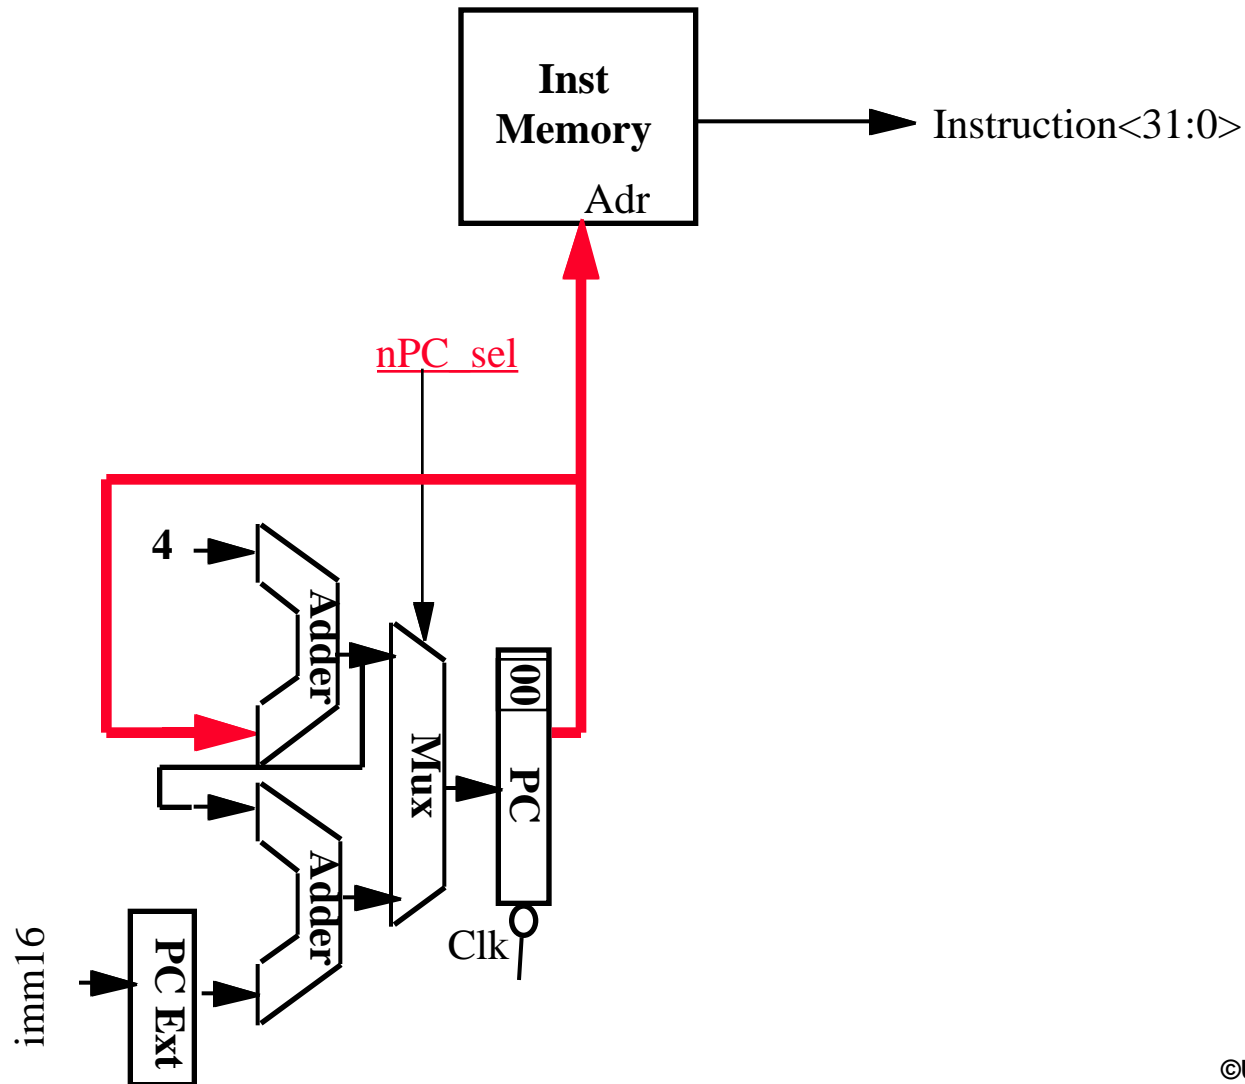 Inst
Memory
Adr
Instruction<31:0>
nPC_sel
4
Adder
Mux
00
PC
Adder
Clk
imm16
PC Ext